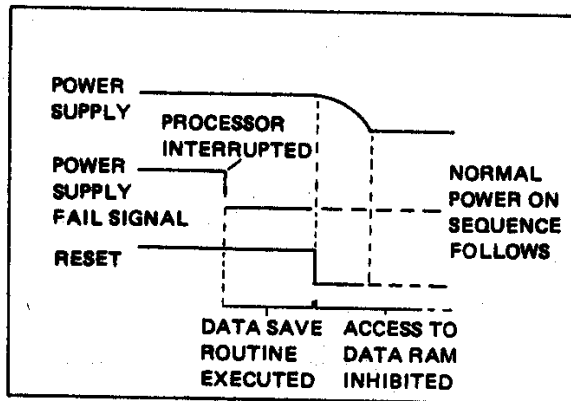 POWER
SUPPLY
PROCESSOR
INTERRUPTED
POWER
SUPPLY
FAIL SIGNAL
NORMAL
POWER ON
SEQUENCE
FOLLOWS
RESET
DATA SAVE
ROUTINE
EXECUTED
ACCESS TO
DATA RAM
INHIBITED